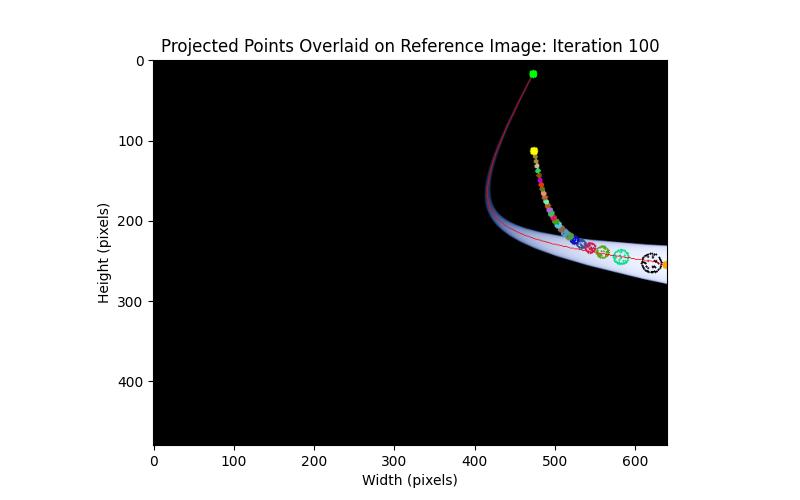 Projected Points Overlaid on Reference Image: Iteration 100
0
100
200
300
400
Height (pixels)
0 100 200 300 400 500 600
Width (pixels)